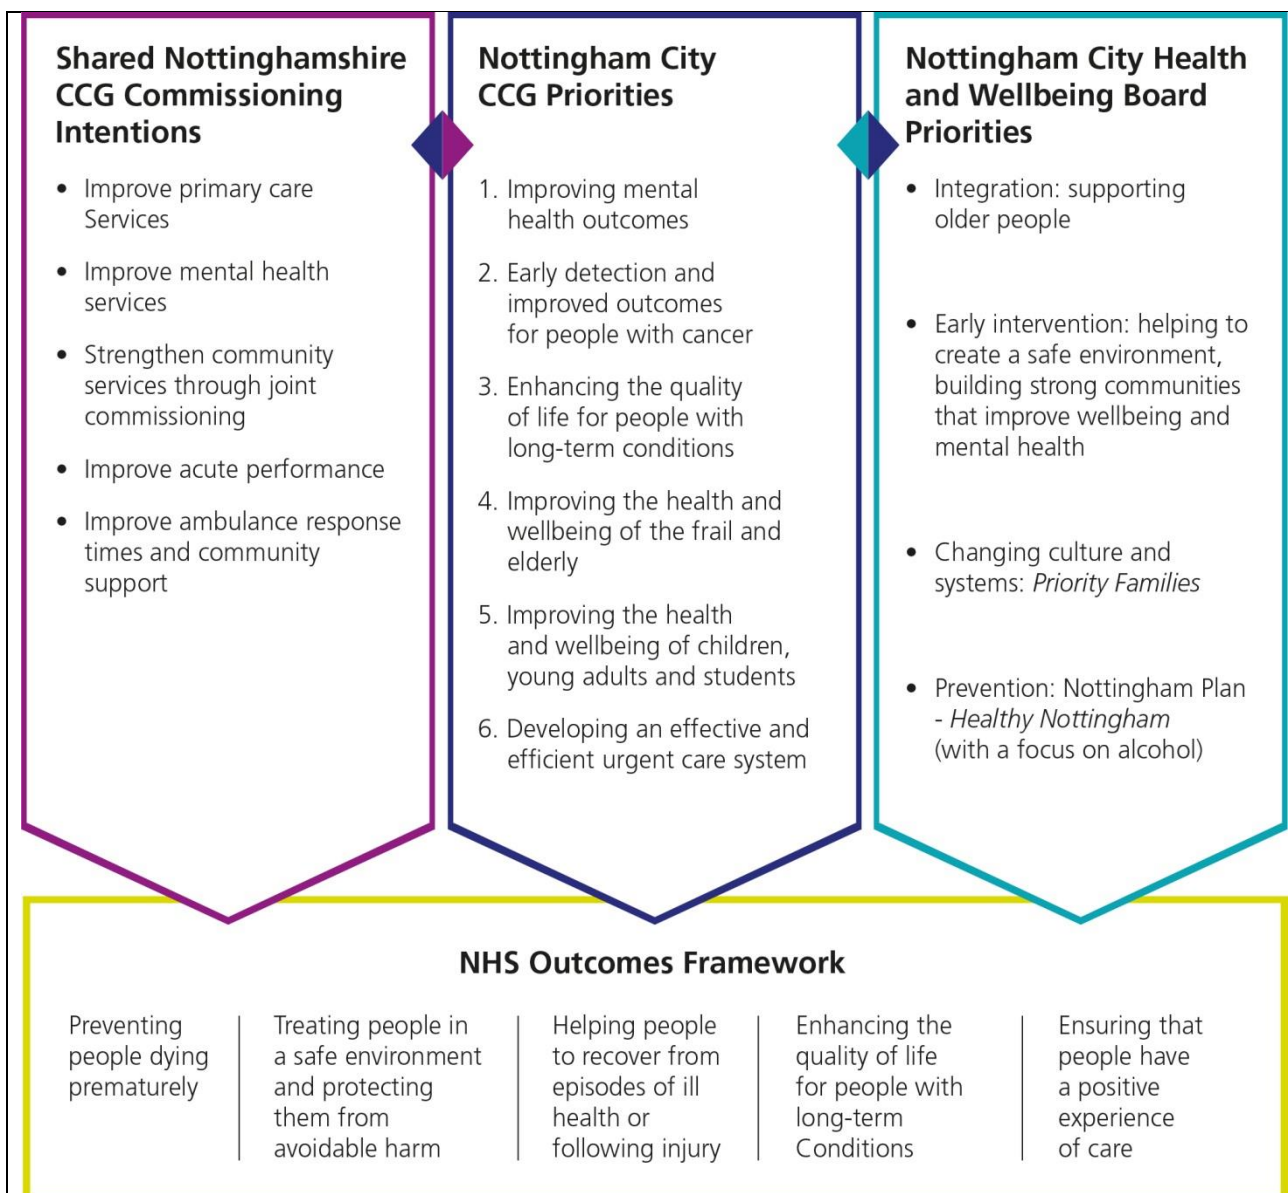 Shared Nottinghamshire
CCG Commissioning
Intentions
• Improve primary care
Services
• Improve mental health
services
• Strengthen community
services through joint
commissioning
• Improve acute performance
• Improve ambulance response
times and community
support
Nottingham City
CCG Priorities
1. Improving mental
health outcomes
2. Early detection and
improved outcomes
for people with cancer
3. Enhancing the quality
of life for people with
long-term conditions
4. Improving the health and
wellbeing of the frail and
elderly
5. Improving the health
and wellbeing of children,
young adults and students
6. Developing an effective and
efficient urgent care system
Nottingham City Health
and Wellbeing Board
Priorities
• Integration: supporting
older people
• Early intervention: helping to
create a safe environment,
building strong communities
that improve wellbeing and
mental health
• Changing culture and
systems: Priority Families
• Prevention: Nottingham Plan
- Healthy Nottingham
(with a focus on alcohol)
NHS Outcomes Framework
Preventing
people dying
prematurely
Treating people in
a safe environment
and protecting
them from
avoidable harm
Helping people
to recover from
episodes of ill
health or
following injury
Enhancing the
quality of life
for people with
long-term
Conditions
Ensuring that
people have
a positive
experience
of care